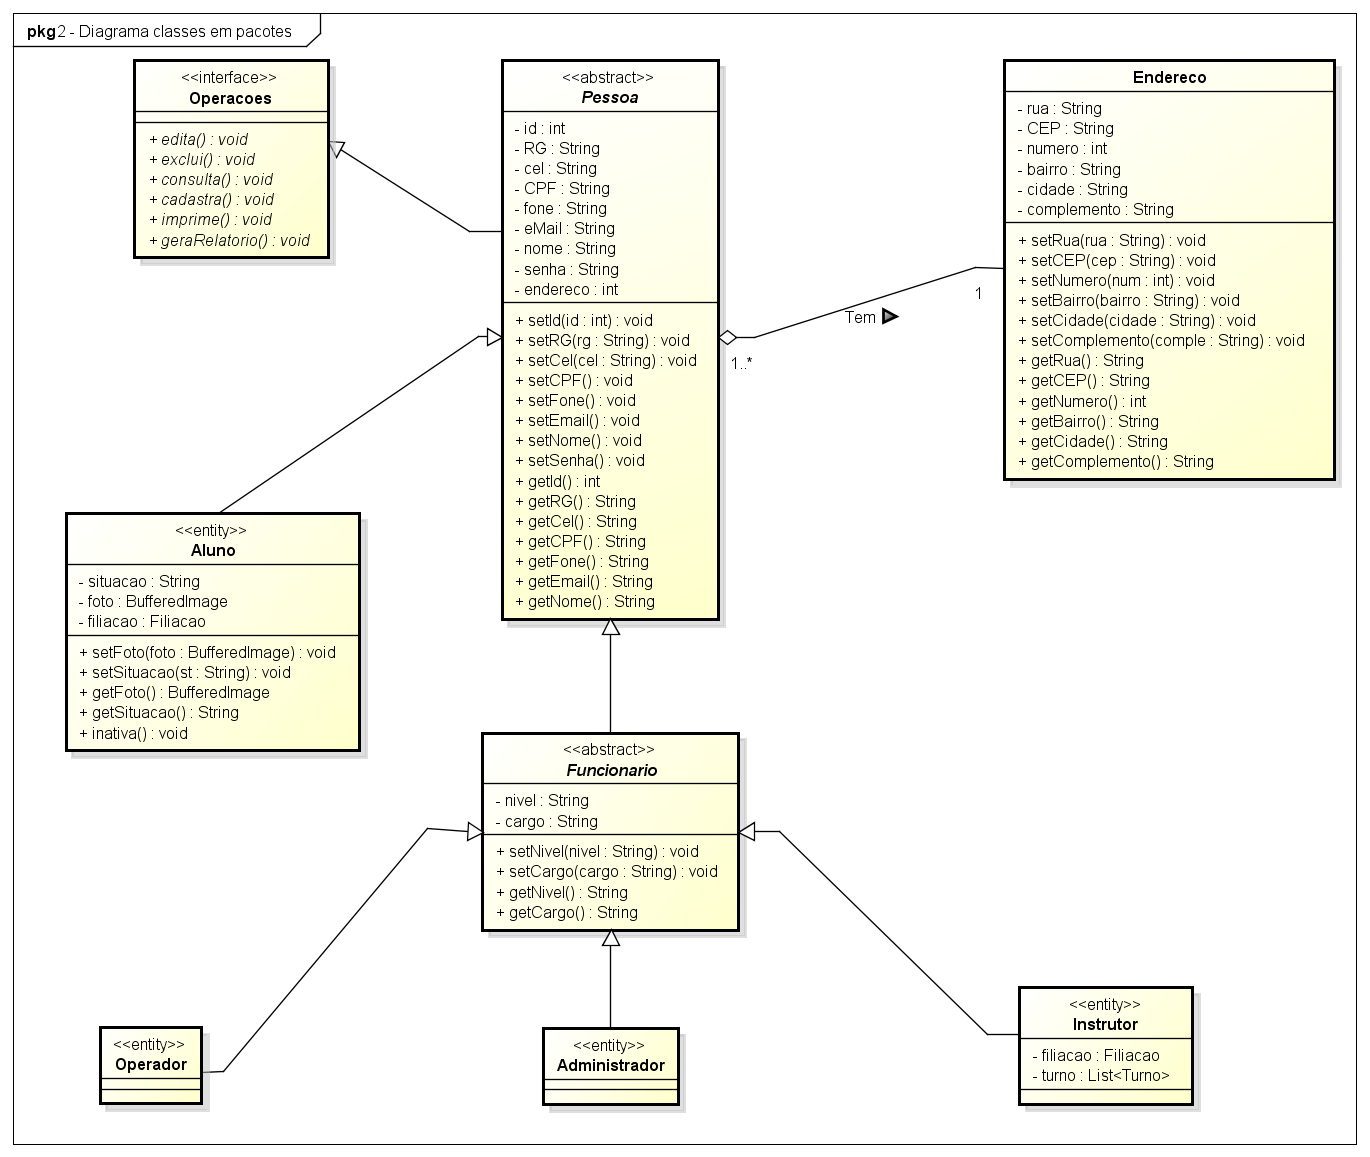 pkg 2 - Diagrama classes em pacotes
<<interface>>
Operacoes
+ edita() : void
+ exclui() : void
+ consulta() : void
+ cadastra() : void
+ imprime() : void
+ geraRelatorio() : void
<<abstract>>
Pessoa
- id : int
- RG : String
- cel : String
- CPF : String
- fone : String
- eMail : String
- nome : String
- senha : String
- endereco : int
+ setId(id : int) : void
+ setRG(rg : String) : void
+ setCel(cel : String) : void
+ setCPF() : void
+ setFone() : void
+ setEmail() : void
+ setNome() : void
+ setSenha() : void
+ getId() : int
+ getRG() : String
+ getCel() : String
+ getCPF() : String
+ getFone() : String
+ getEmail() : String
+ getNome() : String
Endereco
- rua : String
- CEP : String
- numero : int
- bairro : String
- cidade : String
- complemento : String
+ setRua(rua : String) : void
+ setCEP(cep : String) : void
+ setNumero(num : int) : void
+ setBairro(bairro : String) : void
+ setCidade(cidade : String) : void
+ setComplemento(comple : String) : void
+ getRua() : String
+ getCEP() : String
+ getNumero() : int
+ getBairro() : String
+ getCidade() : String
+ getComplemento() : String
1
Tem
1..*
<<entity>>
Aluno
- situacao : String
- foto : BufferedImage
- filiacao : Filiacao
+ setFoto(foto : BufferedImage) : void
+ setSituacao(st : String) : void
+ getFoto() : BufferedImage
+ getSituacao() : String
+ inativa() : void
<<abstract>>
Funcionario
- nivel : String
- cargo : String
+ setNivel(nivel : String) : void
+ setCargo(cargo : String) : void
+ getNivel() : String
+ getCargo() : String
<<entity>>
Operador
<<entity>>
Administrador
<<entity>>
Instrutor
- filiacao : Filiacao
- turno : List<Turno>